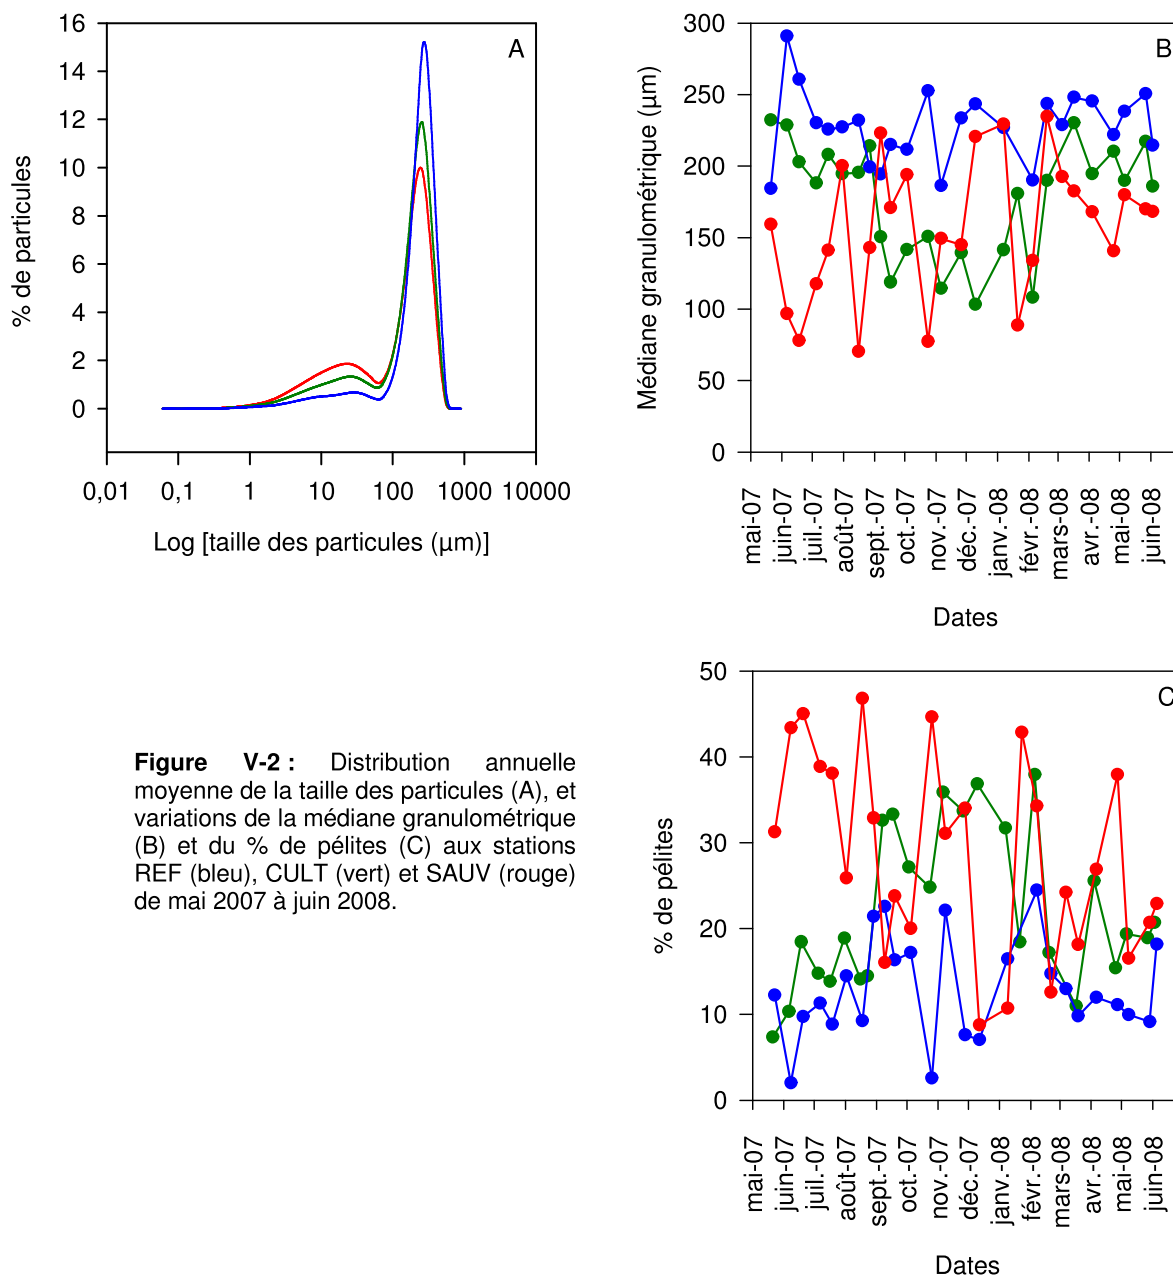 16
A
14
12
10
8
6
4
2
0
% de particules
0,01 0,1 1 10 100 1000 10000
Log [taille des particules (µm)]
300
B
250
200
150
100
50
0
Médiane granulométrique (µm)
mai-07 juin-07 juil.-07 août-07 sept.-07 oct.-07 nov.-07 déc.-07 janv.-08 févr.-08 mars-08 avr.-08 mai-08 juin-08
Dates
Figure V-2 : Distribution annuelle
moyenne de la taille des particules (A), et
variations de la médiane granulométrique
(B) et du % de pélites (C) aux stations
REF (bleu), CULT (vert) et SAUV (rouge)
de mai 2007 à juin 2008.
50
C
40
30
20
10
0
% de pélites
mai-07 juin-07 juil.-07 août-07 sept.-07 oct.-07 nov.-07 déc.-07 janv.-08 févr.-08 mars-08 avr.-08 mai-08 juin-08
Dates